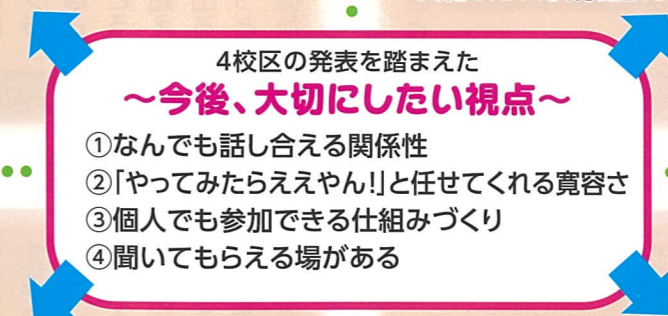 4校区の発表を踏まえた
～今後、大切にしたい視点～
①なんでも話し合える関係性
②「やってみたらええやん!」と任せてくれる寛容さ
③個人でも参加できる仕組みづくり
④聞いてもらえる場がある